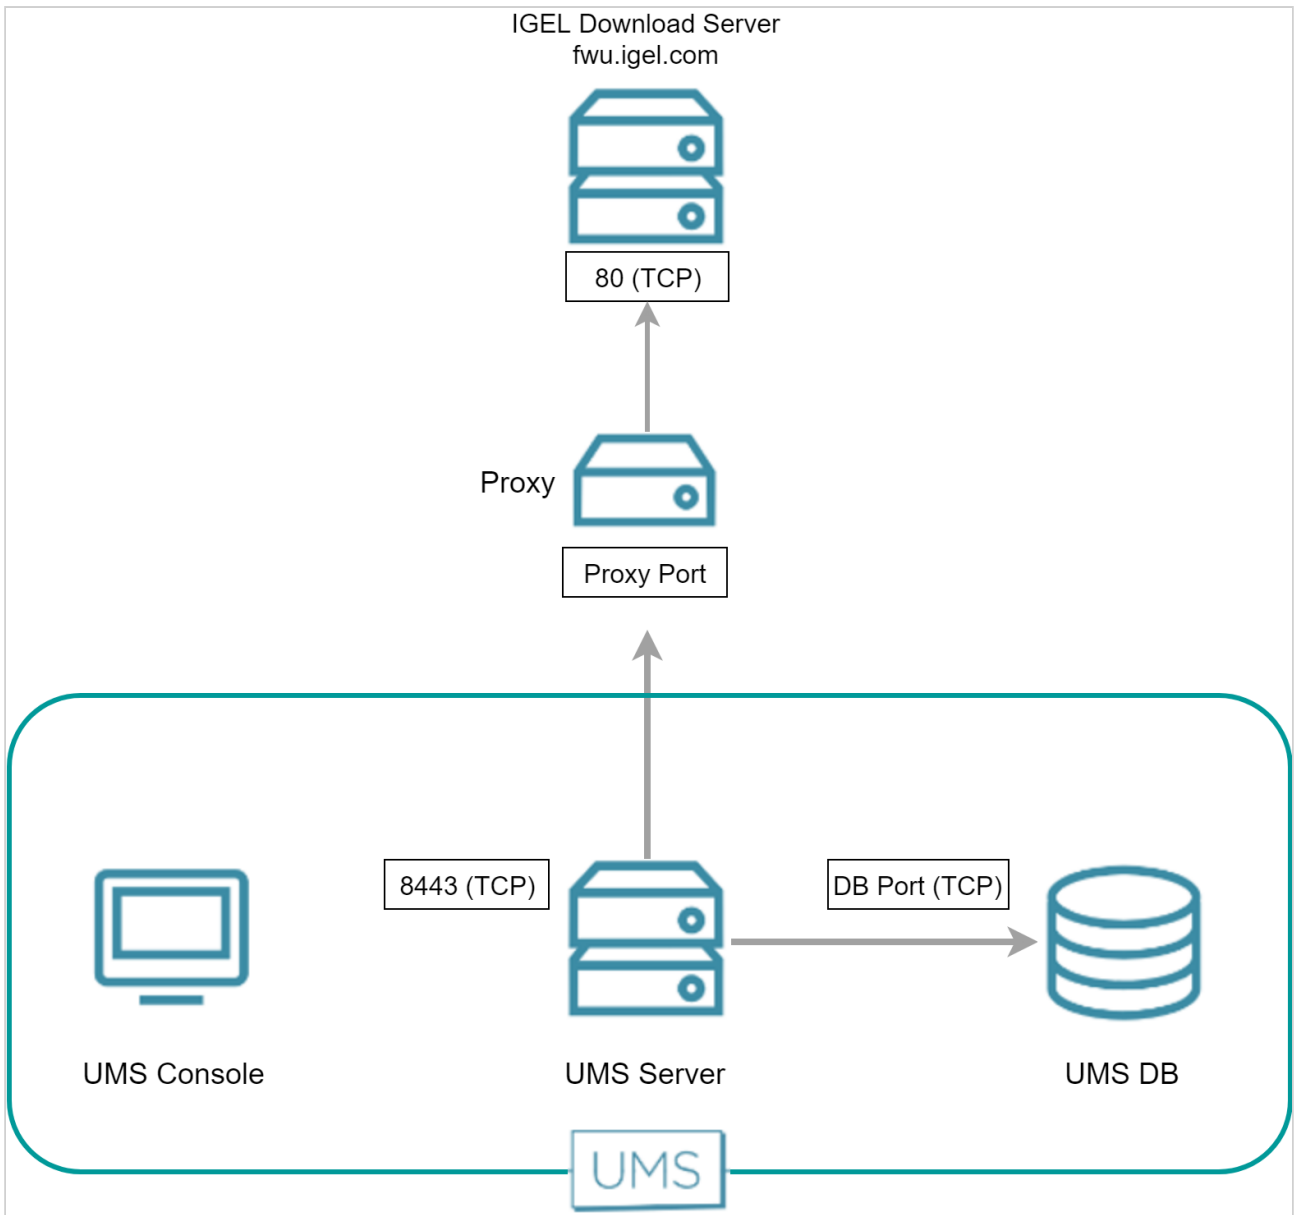 IGEL Download Server
fwu.igel.com
80 (TCP)
Proxy
Proxy Port
8443 (TCP)
DB Port (TCP)
UMS Console
UMS Server
UMS DB
UMS